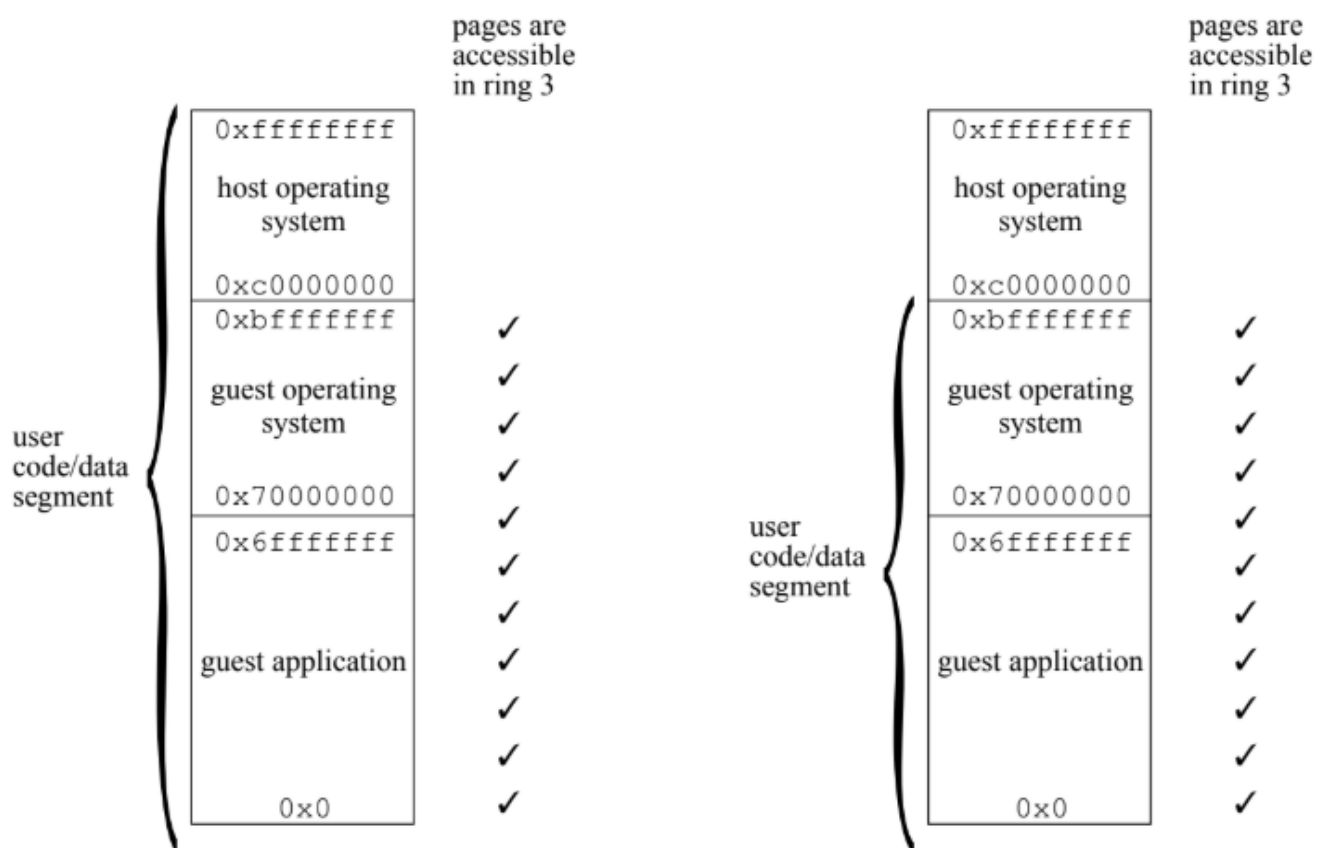 pages are
accessible
in ring 3
0xffffffff
host operating
system
0xc0000000
0xbfffffff
guest operating
system
0x70000000
0x6fffffff
guest application
0x0
user
code/data
segment
pages are
accessible
in ring 3
0xffffffff
host operating
system
0xc0000000
0xbfffffff
guest operating
system
0x70000000
0x6fffffff
guest application
0x0
user
code/data
segment